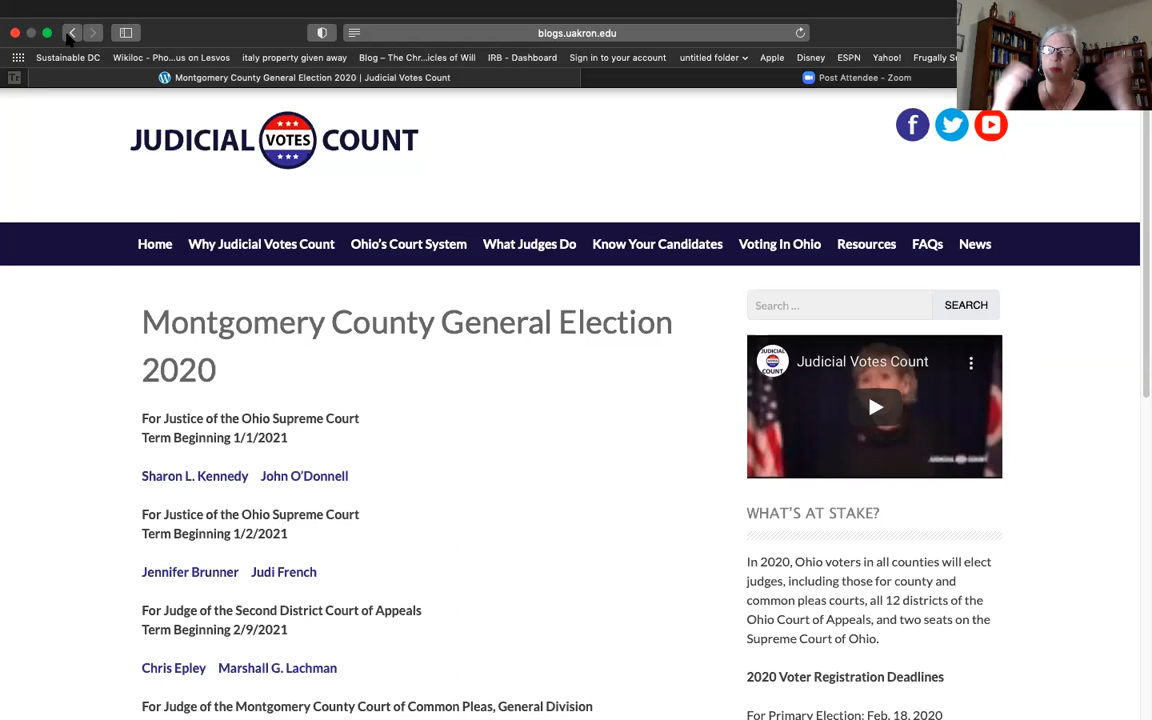 blogs.uakron.edu
Sustainable DC Wikiloc - Pho...us on Lesvos italy property given away Blog – The Chr...icles of Will IRB - Dashboard Sign in to your account untitled folder Apple Disney ESPN Yahoo! Frugally Su
Tr Montgomery County General Election 2020 | Judicial Votes Count Post Attendee - Zoom
JUDICIAL VOTES COUNT
Home Why Judicial Votes Count Ohio's Court System What Judges Do Know Your Candidates Voting In Ohio Resources FAQs News
Montgomery County General Election
2020
For Justice of the Ohio Supreme Court
Term Beginning 1/1/2021
Sharon L. Kennedy John O'Donnell
For Justice of the Ohio Supreme Court
Term Beginning 1/2/2021
Jennifer Brunner Judi French
For Judge of the Second District Court of Appeals
Term Beginning 2/9/2021
Chris Epley Marshall G. Lachman
For Judge of the Montgomery County Court of Common Pleas, General Division
Search ... SEARCH
JUDICIAL VOTES COUNT Judicial Votes Count
JUDICIAL COUNT
WHAT'S AT STAKE?
In 2020, Ohio voters in all counties will elect
judges, including those for county and
common pleas courts, all 12 districts of the
Ohio Court of Appeals, and two seats on the
Supreme Court of Ohio.
2020 Voter Registration Deadlines
For Primary Election: Feb. 18, 2020